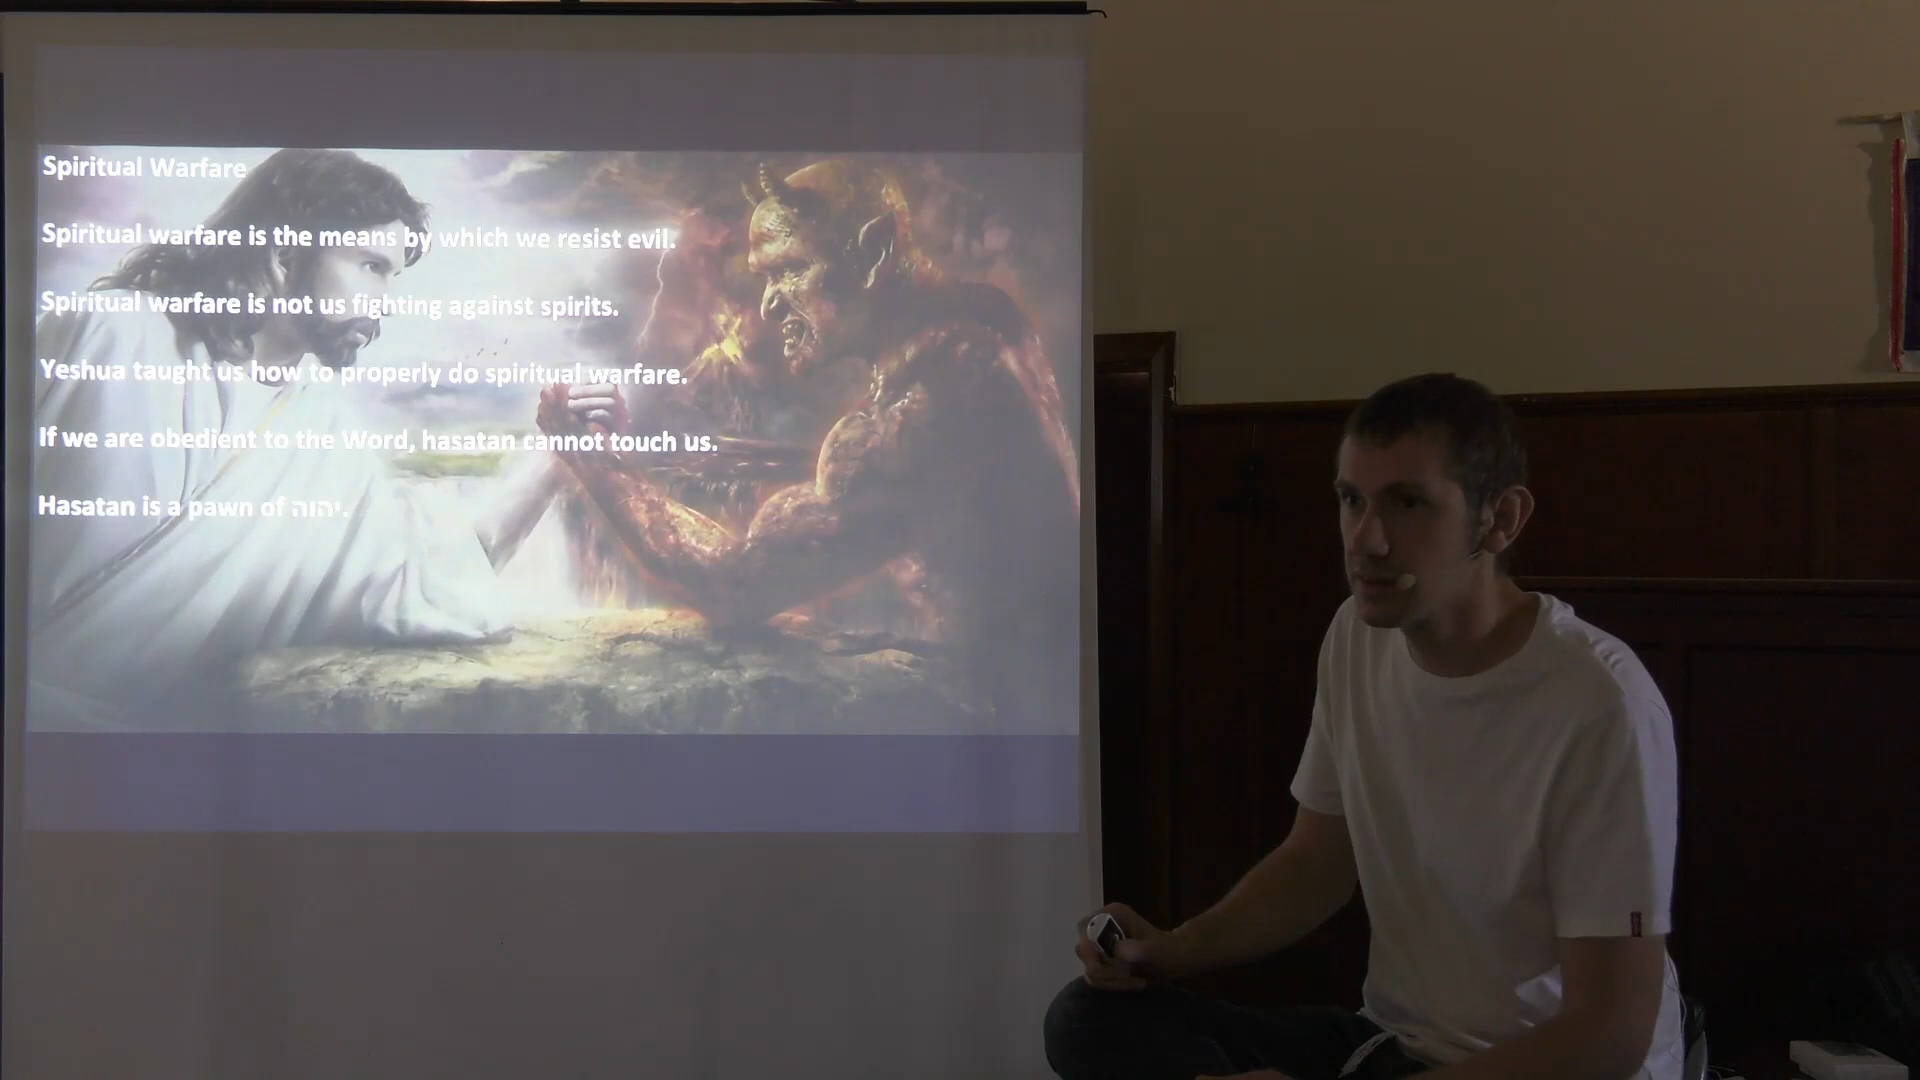 Spiritual Warfare
Spiritual warfare is the means by which we resist evil.
Spiritual warfare is not us fighting against spirits.
Yeshua taught us how to properly do spiritual warfare.
If we are obedient to the Word, hasatan cannot touch us.
Hasatan is a pawn of יהוה.